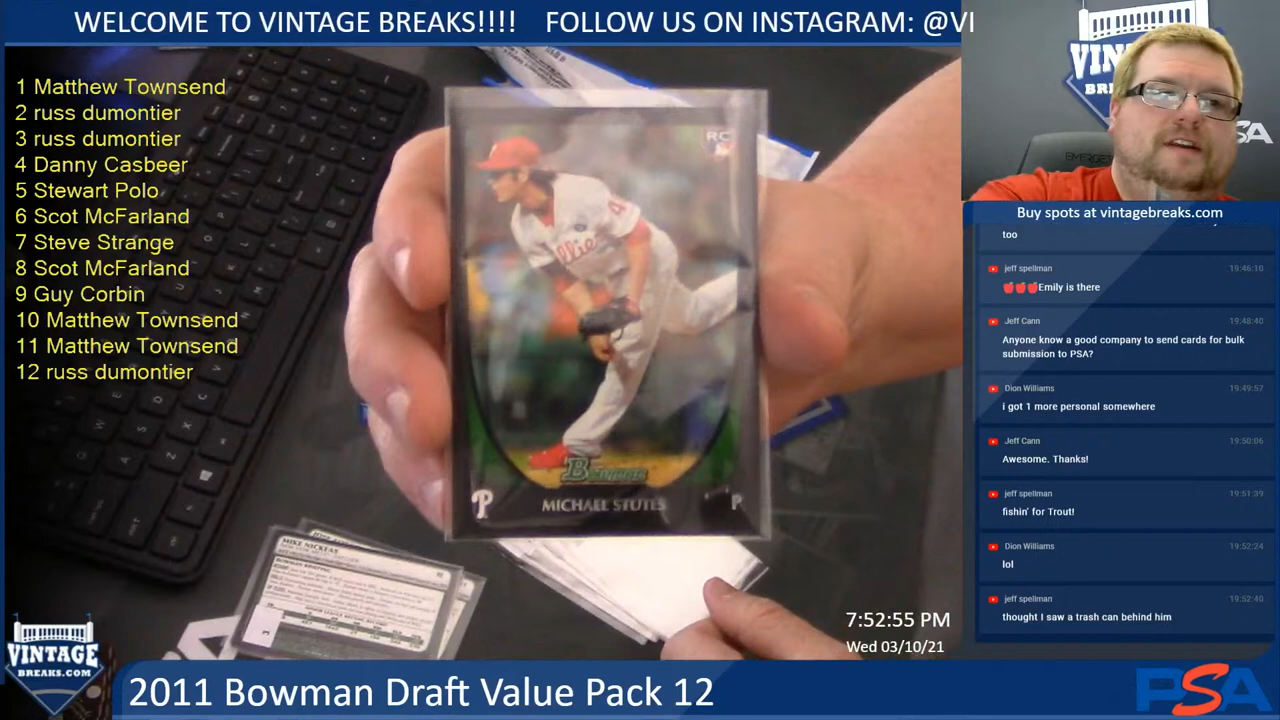 WELCOME TO VINTAGE BREAKS!!!! FOLLOW US ON INSTAGRAM: @VI
1 Matthew Townsend
2 russ dumontier
3 russ dumontier
4 Danny Casbeer
5 Stewart Polo
6 Scot McFarland
7 Steve Strange
8 Scot McFarland
9 Guy Corbin
10 Matthew Townsend
11 Matthew Townsend
12 russ dumontier
RC
Phillies
4
Bowman
P MICHAEL STUTES P
MIKE NICKEAS
VIN
BRE
SA
Buy spots at vintagebreaks.com
too
jeff spellman 19:46:10
🍎🍎🍎Emily is there
Jeff Cann 19:48:40
Anyone know a good company to send cards for bulk
submission to PSA?
Dion Williams 19:49:57
i got 1 more personal somewhere
Jeff Cann 19:50:06
Awesome. Thanks!
jeff spellman 19:51:39
fishin' for Trout!
Dion Williams 19:52:24
lol
jeff spellman 19:52:40
thought I saw a trash can behind him
7:52:55 PM
Wed 03/10/21
VINTAGE
BREAKS.COM
2011 Bowman Draft Value Pack 12
PSA